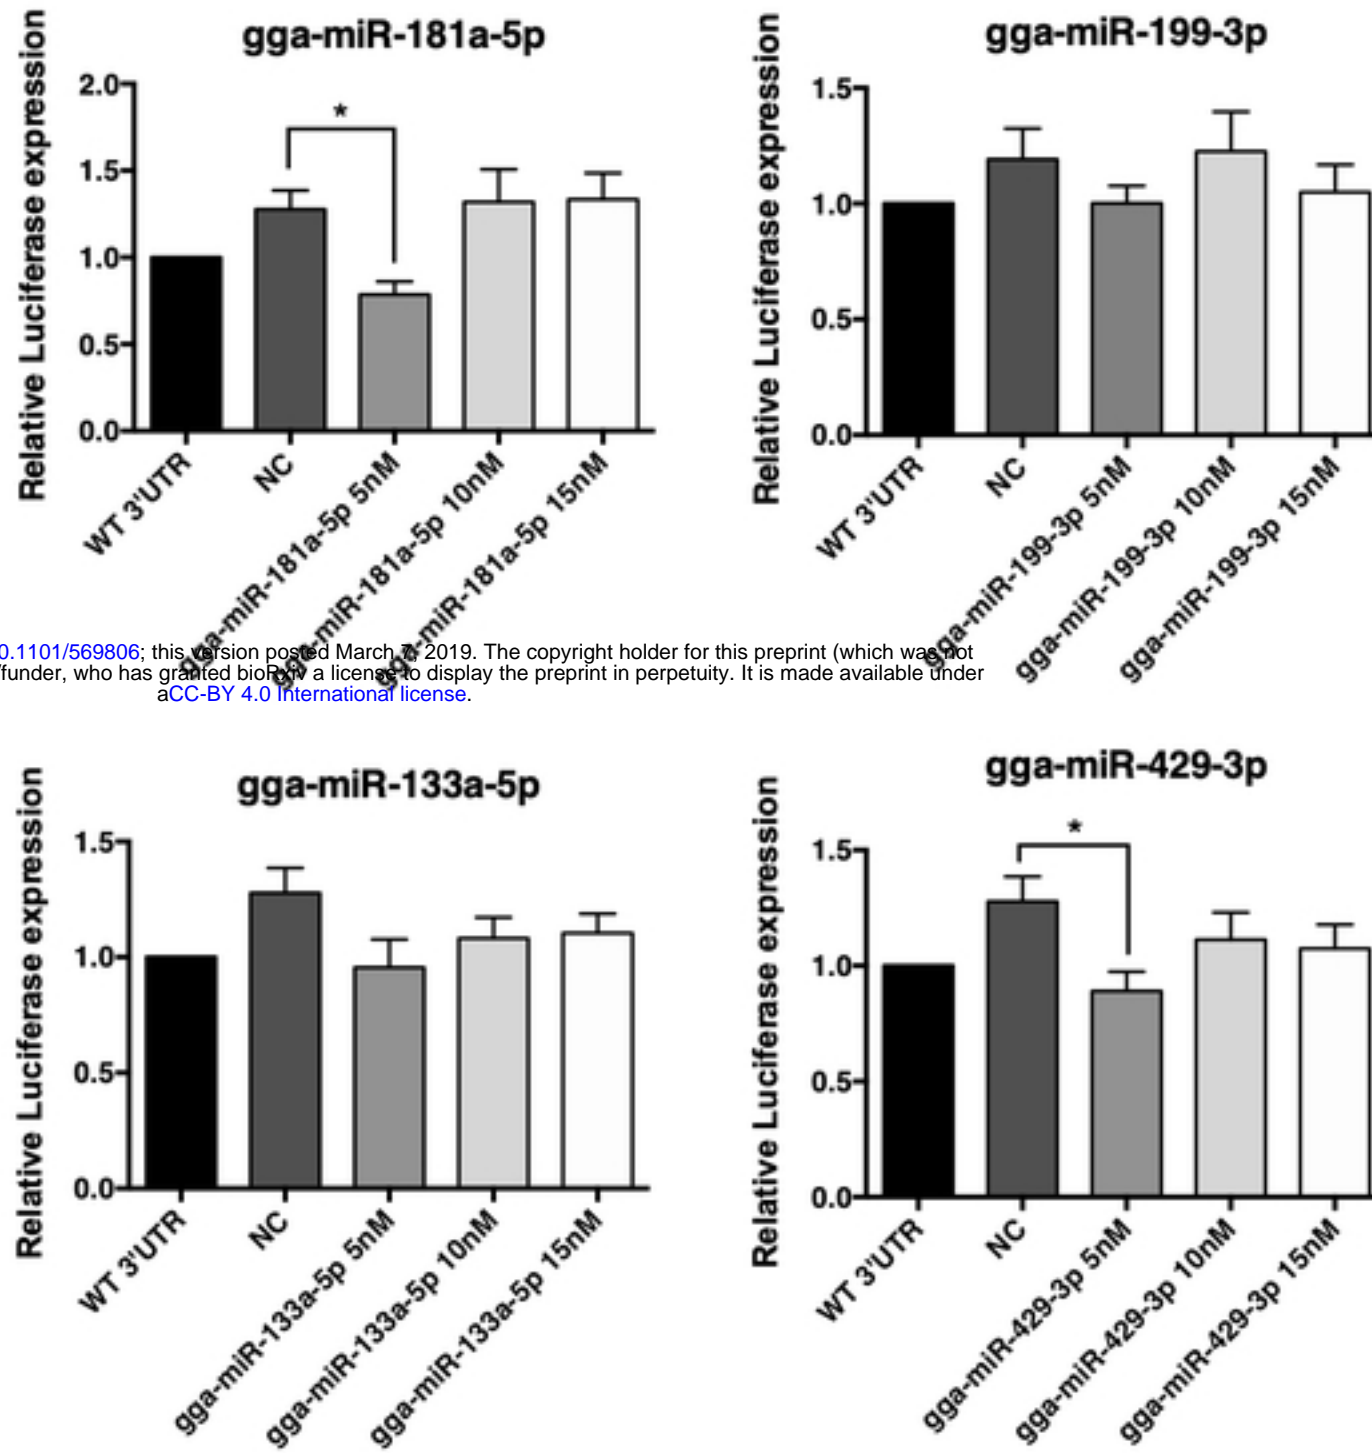 gga-miR-181a-5p
Relative Luciferase expression
2.0
1.5
1.0
0.5
0.0
*
WT 3'UTR
NC
gga-miR-181a-5p 5nM
gga-miR-181a-5p 10nM
gga-miR-181a-5p 15nM
gga-miR-199-3p
Relative Luciferase expression
1.5
1.0
0.5
0.0
WT 3'UTR
NC
gga-miR-199-3p 5nM
gga-miR-199-3p 10nM
gga-miR-199-3p 15nM
0.1101/569806; this version posted March 7, 2019. The copyright holder for this preprint (which was not
/funder, who has granted bioRxiv a license to display the preprint in perpetuity. It is made available under
aCC-BY 4.0 International license.
gga-miR-133a-5p
Relative Luciferase expression
1.5
1.0
0.5
0.0
WT 3'UTR
NC
gga-miR-133a-5p 5nM
gga-miR-133a-5p 10nM
gga-miR-133a-5p 15nM
gga-miR-429-3p
Relative Luciferase expression
1.5
1.0
0.5
0.0
*
WT 3'UTR
NC
gga-miR-429-3p 5nM
gga-miR-429-3p 10nM
gga-miR-429-3p 15nM